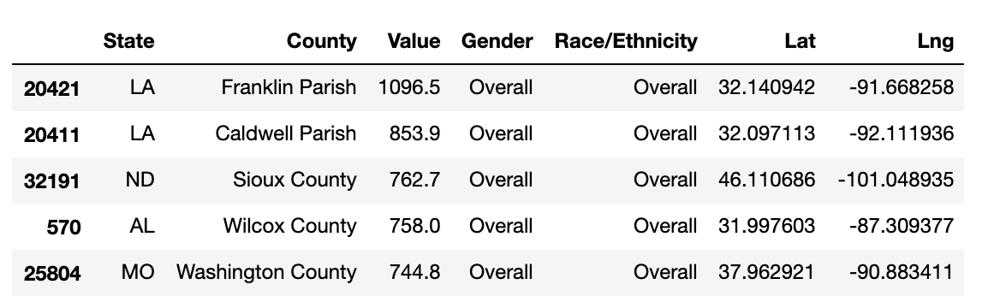 State County Value Gender Race/Ethnicity Lat Lng
20421 LA Franklin Parish 1096.5 Overall Overall 32.140942 -91.668258
20411 LA Caldwell Parish 853.9 Overall Overall 32.097113 -92.111936
32191 ND Sioux County 762.7 Overall Overall 46.110686 -101.048935
570 AL Wilcox County 758.0 Overall Overall 31.997603 -87.309377
25804 MO Washington County 744.8 Overall Overall 37.962921 -90.883411